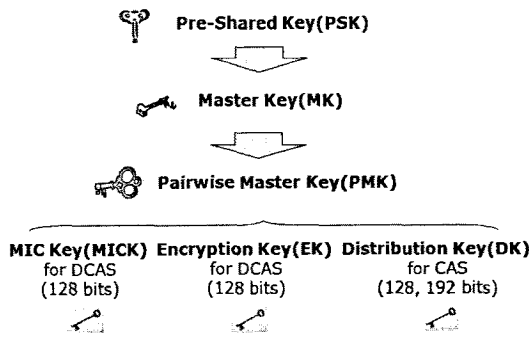 Pre-Shared Key(PSK)
Master Key(MK)
Pairwise Master Key(PMK)
MIC Key(MICK) Encryption Key(EK) Distribution Key(DK)
for DCAS for DCAS for CAS
(128 bits) (128 bits) (128, 192 bits)